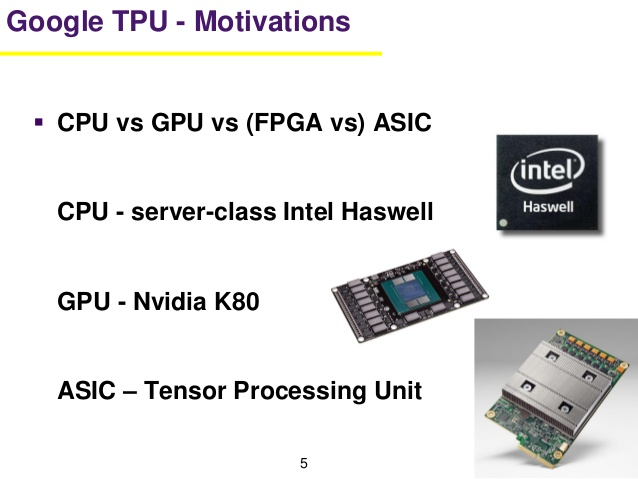 Google TPU - Motivations
▪ CPU vs GPU vs (FPGA vs) ASIC
CPU - server-class Intel Haswell
intel
Haswell
GPU - Nvidia K80
ASIC – Tensor Processing Unit
5